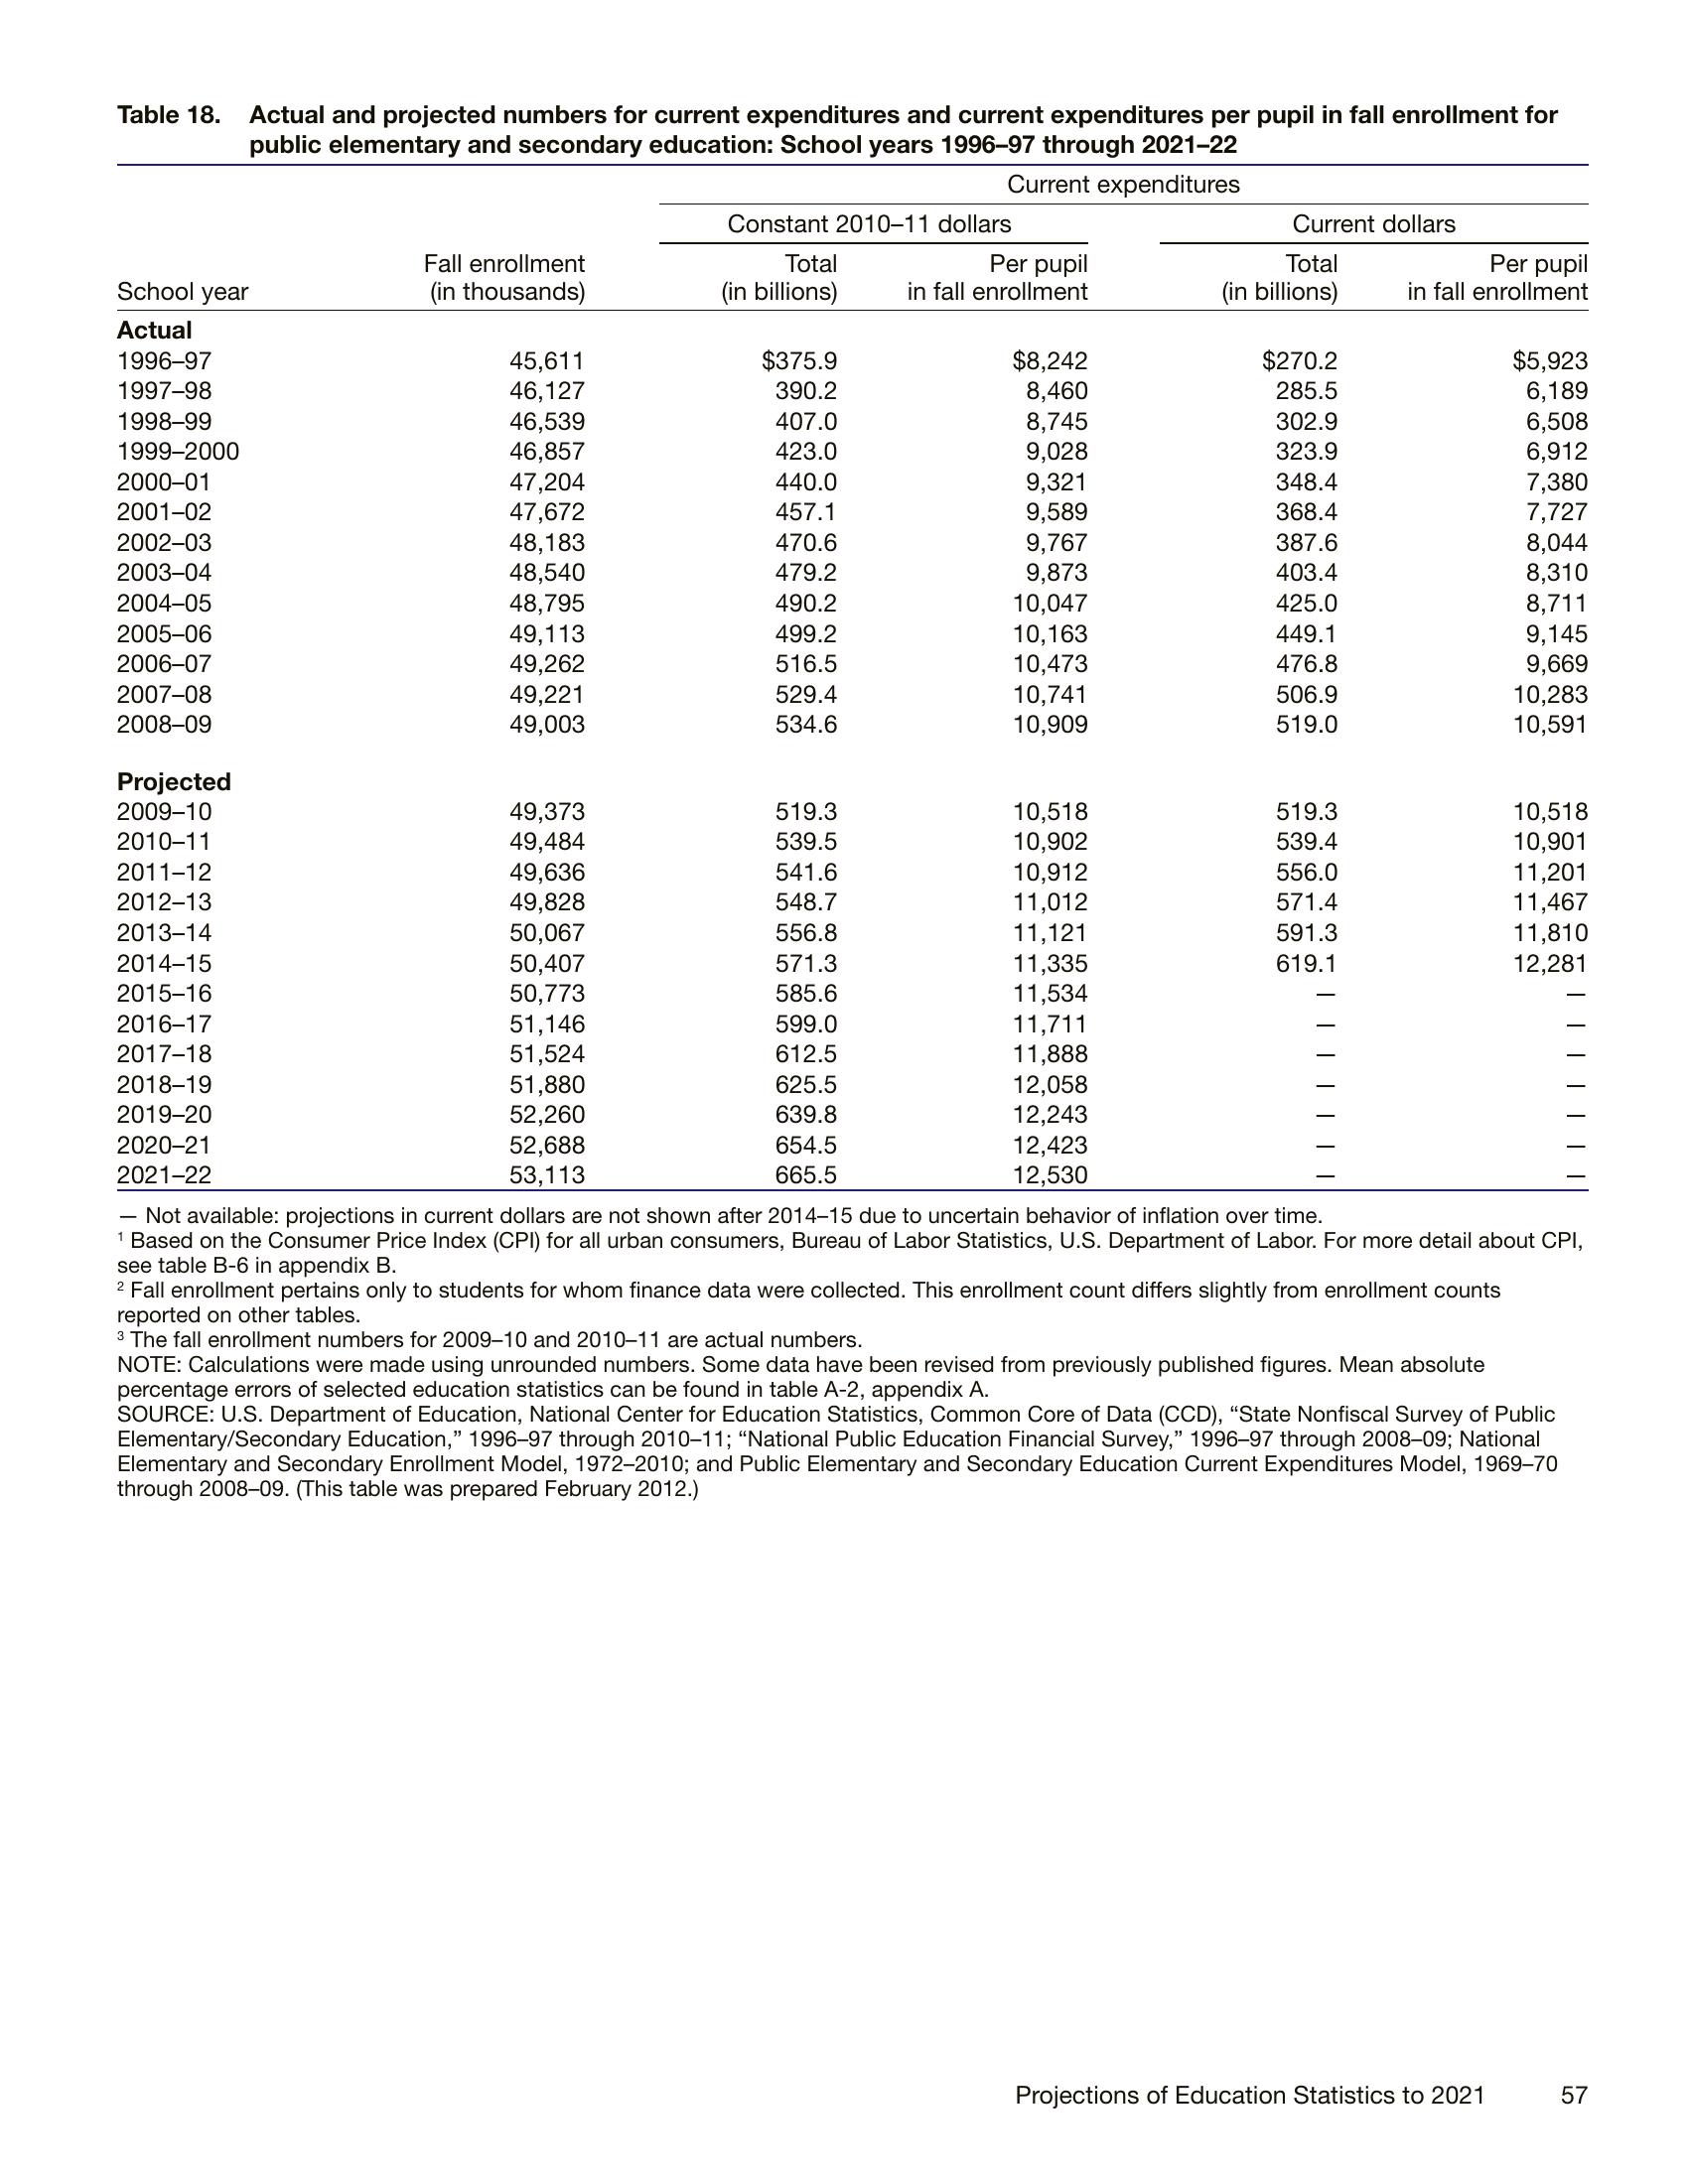 Table 18. Actual and projected numbers for current expenditures and current expenditures per pupil in fall enrollment for
public elementary and secondary education: School years 1996–97 through 2021–22
Current expenditures
Constant 2010–11 dollars Current dollars
Fall enrollment Total Per pupil Total Per pupil
School year (in thousands) (in billions) in fall enrollment (in billions) in fall enrollment
Actual
1996–97 45,611 $375.9 $8,242 $270.2 $5,923
1997–98 46,127 390.2 8,460 285.5 6,189
1998–99 46,539 407.0 8,745 302.9 6,508
1999–2000 46,857 423.0 9,028 323.9 6,912
2000–01 47,204 440.0 9,321 348.4 7,380
2001–02 47,672 457.1 9,589 368.4 7,727
2002–03 48,183 470.6 9,767 387.6 8,044
2003–04 48,540 479.2 9,873 403.4 8,310
2004–05 48,795 490.2 10,047 425.0 8,711
2005–06 49,113 499.2 10,163 449.1 9,145
2006–07 49,262 516.5 10,473 476.8 9,669
2007–08 49,221 529.4 10,741 506.9 10,283
2008–09 49,003 534.6 10,909 519.0 10,591
Projected
2009–10 49,373 519.3 10,518 519.3 10,518
2010–11 49,484 539.5 10,902 539.4 10,901
2011–12 49,636 541.6 10,912 556.0 11,201
2012–13 49,828 548.7 11,012 571.4 11,467
2013–14 50,067 556.8 11,121 591.3 11,810
2014–15 50,407 571.3 11,335 619.1 12,281
2015–16 50,773 585.6 11,534 — —
2016–17 51,146 599.0 11,711 — —
2017–18 51,524 612.5 11,888 — —
2018–19 51,880 625.5 12,058 — —
2019–20 52,260 639.8 12,243 — —
2020–21 52,688 654.5 12,423 — —
2021–22 53,113 665.5 12,530 — —
— Not available: projections in current dollars are not shown after 2014–15 due to uncertain behavior of inflation over time.
¹ Based on the Consumer Price Index (CPI) for all urban consumers, Bureau of Labor Statistics, U.S. Department of Labor. For more detail about CPI,
see table B-6 in appendix B.
² Fall enrollment pertains only to students for whom finance data were collected. This enrollment count differs slightly from enrollment counts
reported on other tables.
³ The fall enrollment numbers for 2009–10 and 2010–11 are actual numbers.
NOTE: Calculations were made using unrounded numbers. Some data have been revised from previously published figures. Mean absolute
percentage errors of selected education statistics can be found in table A-2, appendix A.
SOURCE: U.S. Department of Education, National Center for Education Statistics, Common Core of Data (CCD), “State Nonfiscal Survey of Public
Elementary/Secondary Education,” 1996–97 through 2010–11; “National Public Education Financial Survey,” 1996–97 through 2008–09; National
Elementary and Secondary Enrollment Model, 1972–2010; and Public Elementary and Secondary Education Current Expenditures Model, 1969–70
through 2008–09. (This table was prepared February 2012.)
Projections of Education Statistics to 2021 57